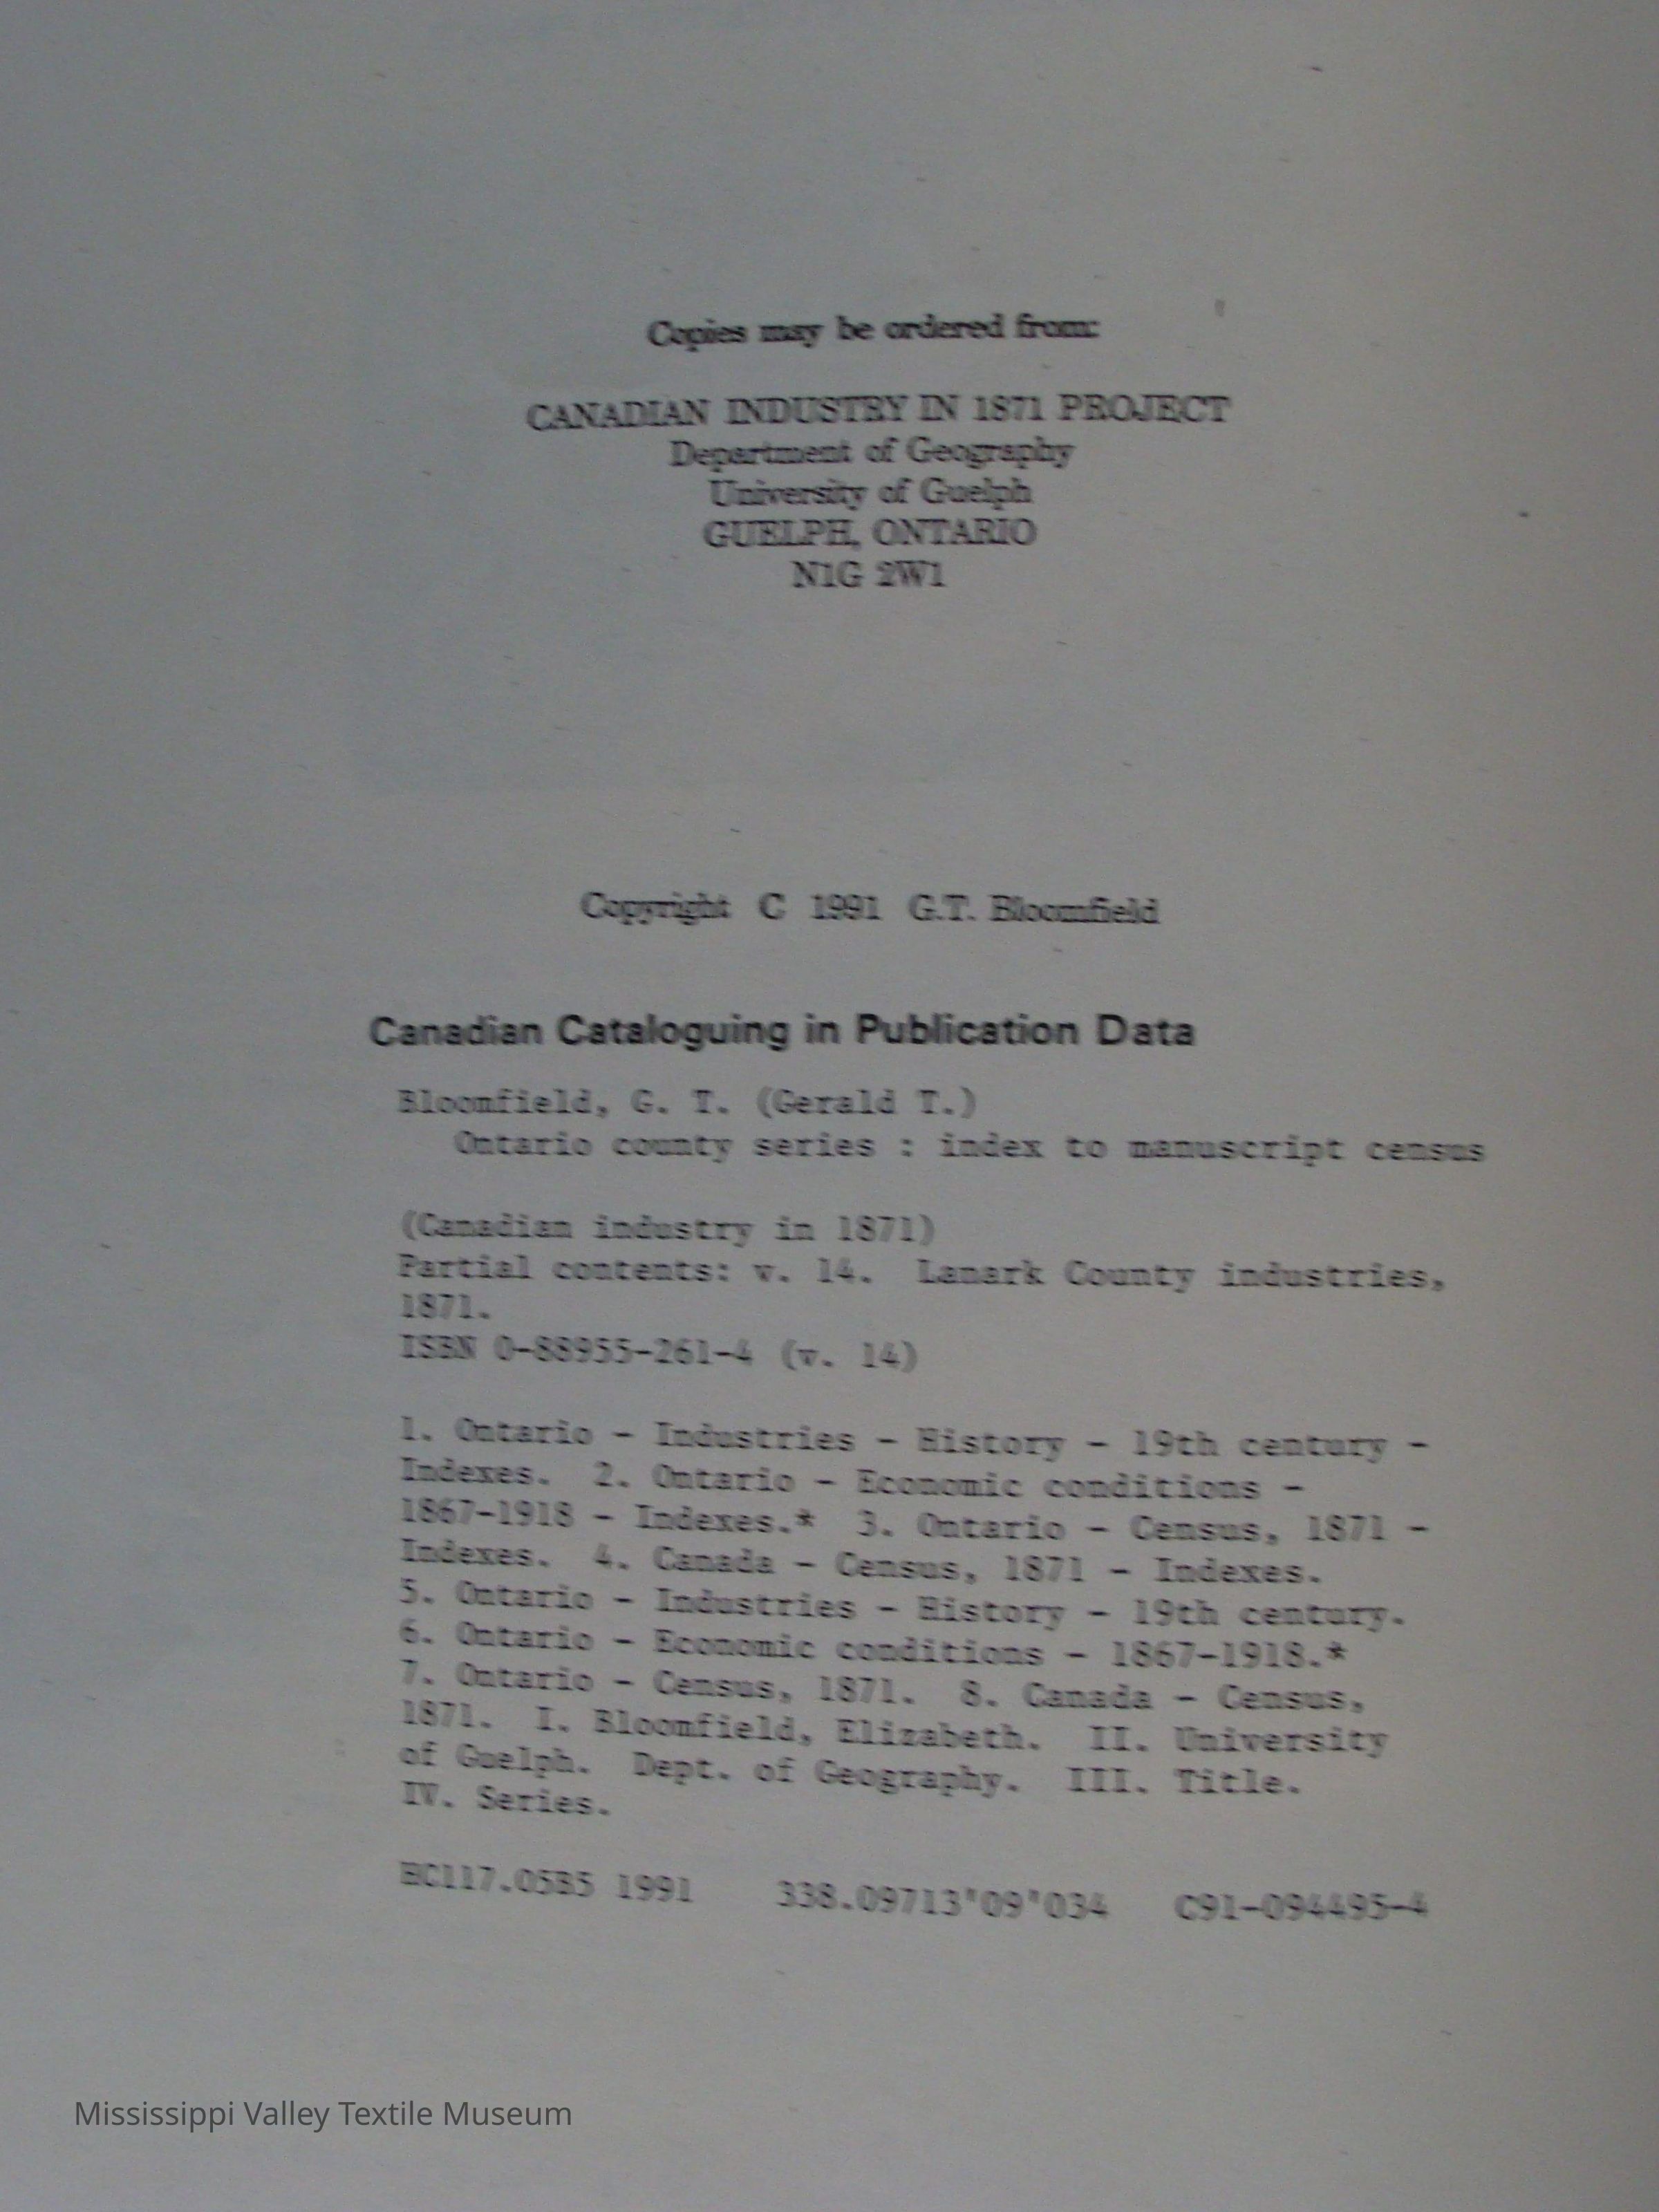 Copies may be ordered from:
CANADIAN INDUSTRY IN 1871 PROJECT
Department of Geography
University of Guelph
GUELPH, ONTARIO
N1G 2W1
Copyright C 1991 G.T. Bloomfield
Canadian Cataloguing in Publication Data
Bloomfield, G. T. (Gerald T.)
Ontario county series : index to manuscript census
(Canadian industry in 1871)
Partial contents: v. 14. Lanark County industries,
1871.
ISBN 0-88955-261-4 (v. 14)
1. Ontario - Industries - History - 19th century -
Indexes. 2. Ontario - Economic conditions -
1867-1918 - Indexes.* 3. Ontario - Census, 1871 -
Indexes. 4. Canada - Census, 1871 - Indexes.
5. Ontario - Industries - History - 19th century.
6. Ontario - Economic conditions - 1867-1918.*
7. Ontario - Census, 1871. 8. Canada - Census,
1871. I. Bloomfield, Elizabeth. II. University
of Guelph. Dept. of Geography. III. Title.
IV. Series.
HC117.O5B5 1991 338.09713'09'034 C91-094495-4
Mississippi Valley Textile Museum